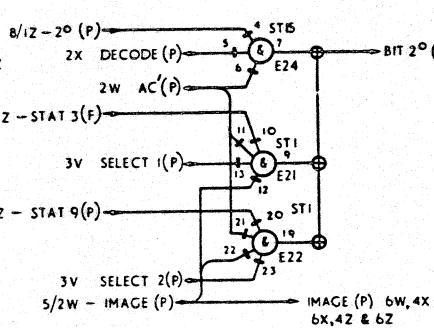 8/1Z-2⁰(P) 4 ST15
5 & 7 BIT 2⁰(
2X DECODE(P)
6 E24
2W AC'(P)
Z-STAT 3(F) 11 10 ST1
3V SELECT 1(P) 13 & 9
12 E21
Z-STAT 9(P) 20 ST1
21 & 19
22 E22
3V SELECT 2(P) 23
5/2W-IMAGE (P) IMAGE (P) 6W,4X
6X,4Z & 6Z